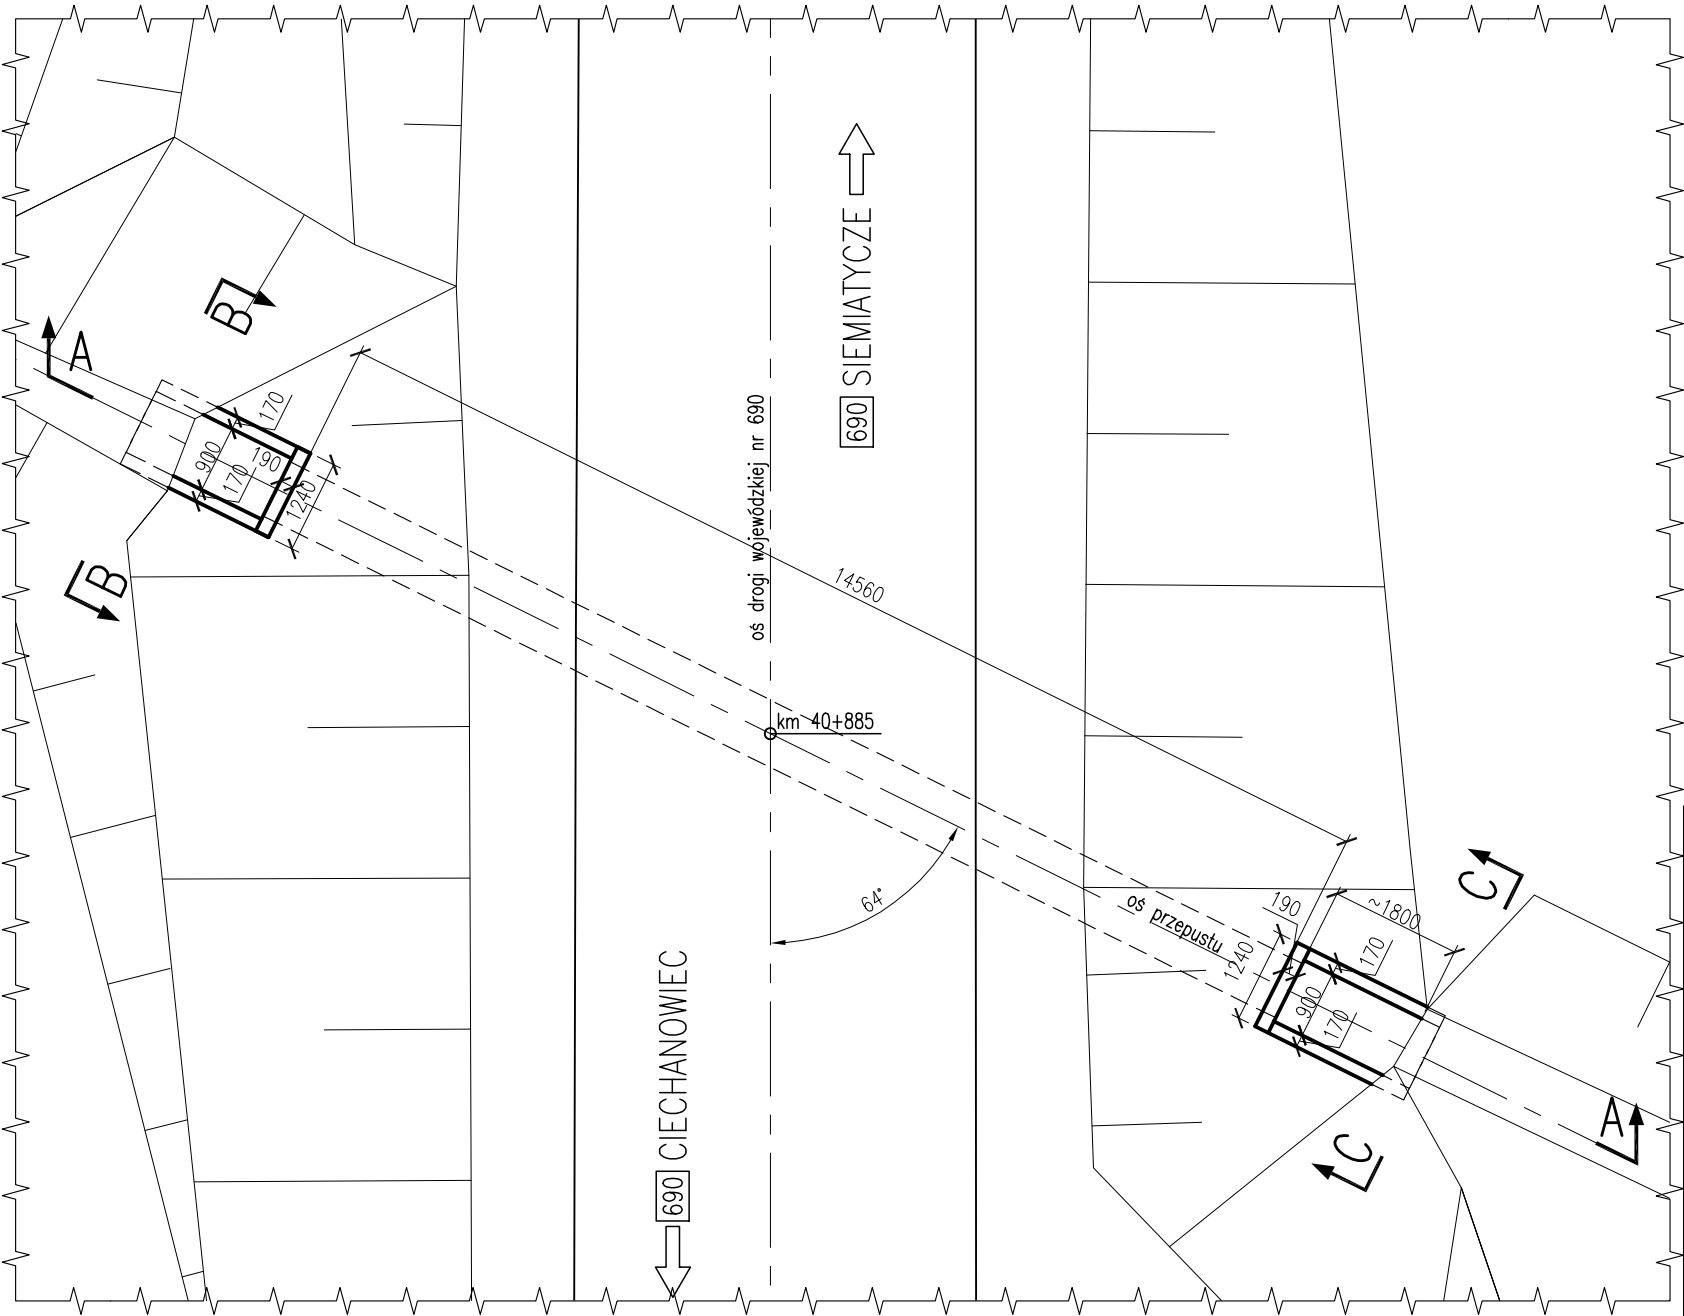 B
A
170
900
190
170
1240
B
690 SIEMIATYCZE
oś drogi wojewódzkiej nr 690
14560
km 40+885
64°
oś przepustu
690 CIECHANOWIEC
C
190
~1800
1240
170
900
170
A
C